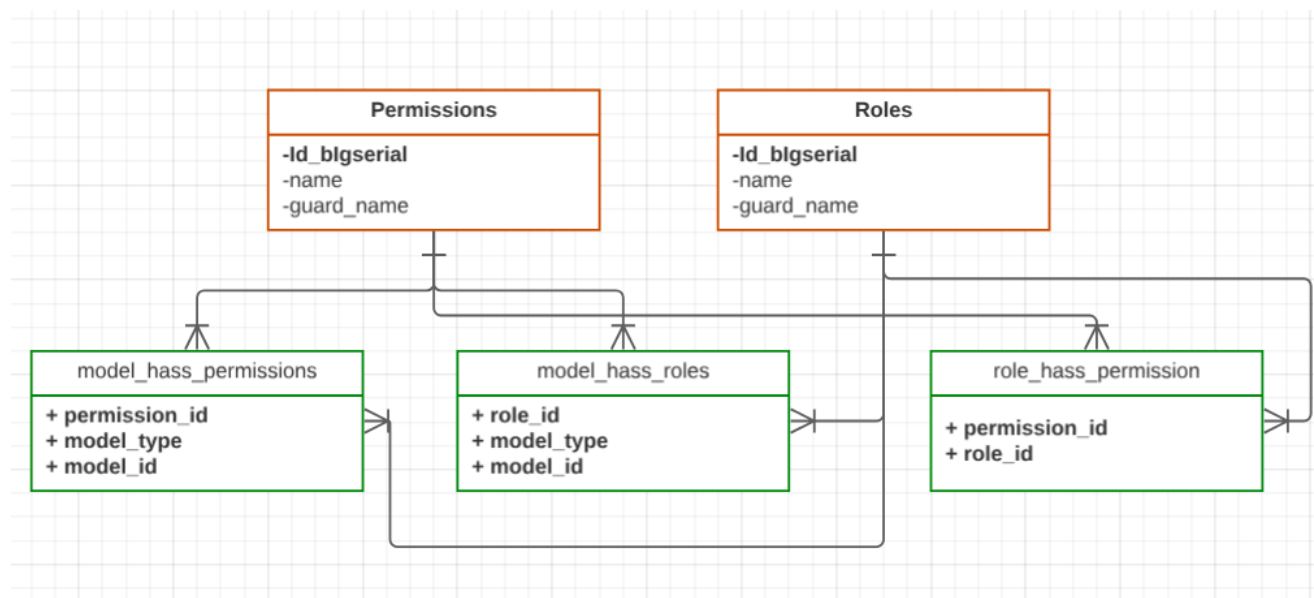 Permissions
-Id_bIgserial
-name
-guard_name
Roles
-Id_bIgserial
-name
-guard_name
model_hass_permissions
+ permission_id
+ model_type
+ model_id
model_hass_roles
+ role_id
+ model_type
+ model_id
role_hass_permission
+ permission_id
+ role_id